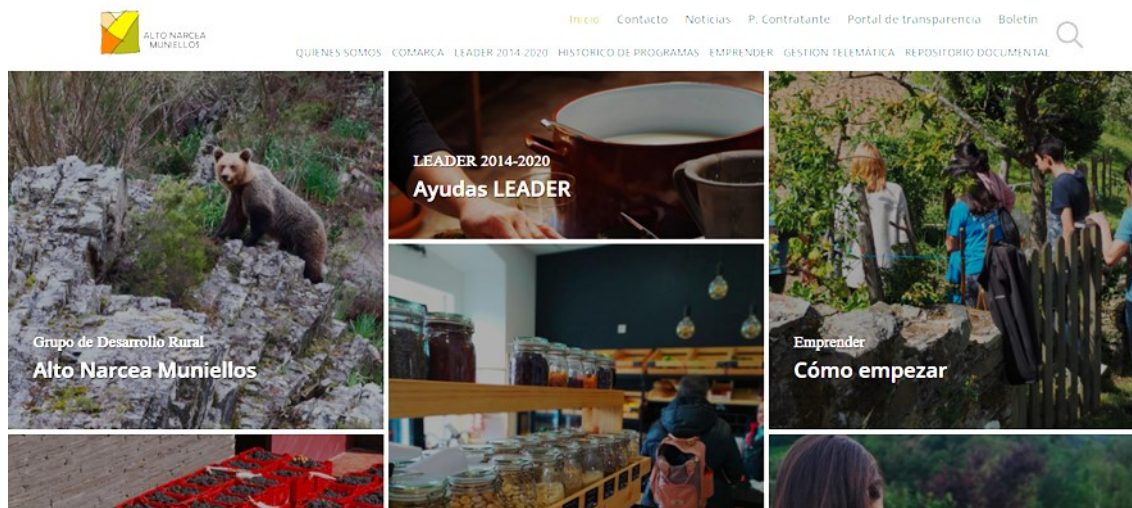 ALTO NARCEA
MUNIELLOS
Inicio Contacto Noticias P. Contratante Portal de transparencia Boletin
QUIENES SOMOS COMARCA LEADER 2014-2020 HISTORICO DE PROGRAMAS EMPRENDER GESTION TELEMATICA REPOSITORIO DOCUMENTAL
LEADER 2014-2020
Ayudas LEADER
Grupo de Desarrollo Rural
Alto Narcea Muniellos
Emprender
Cómo empezar